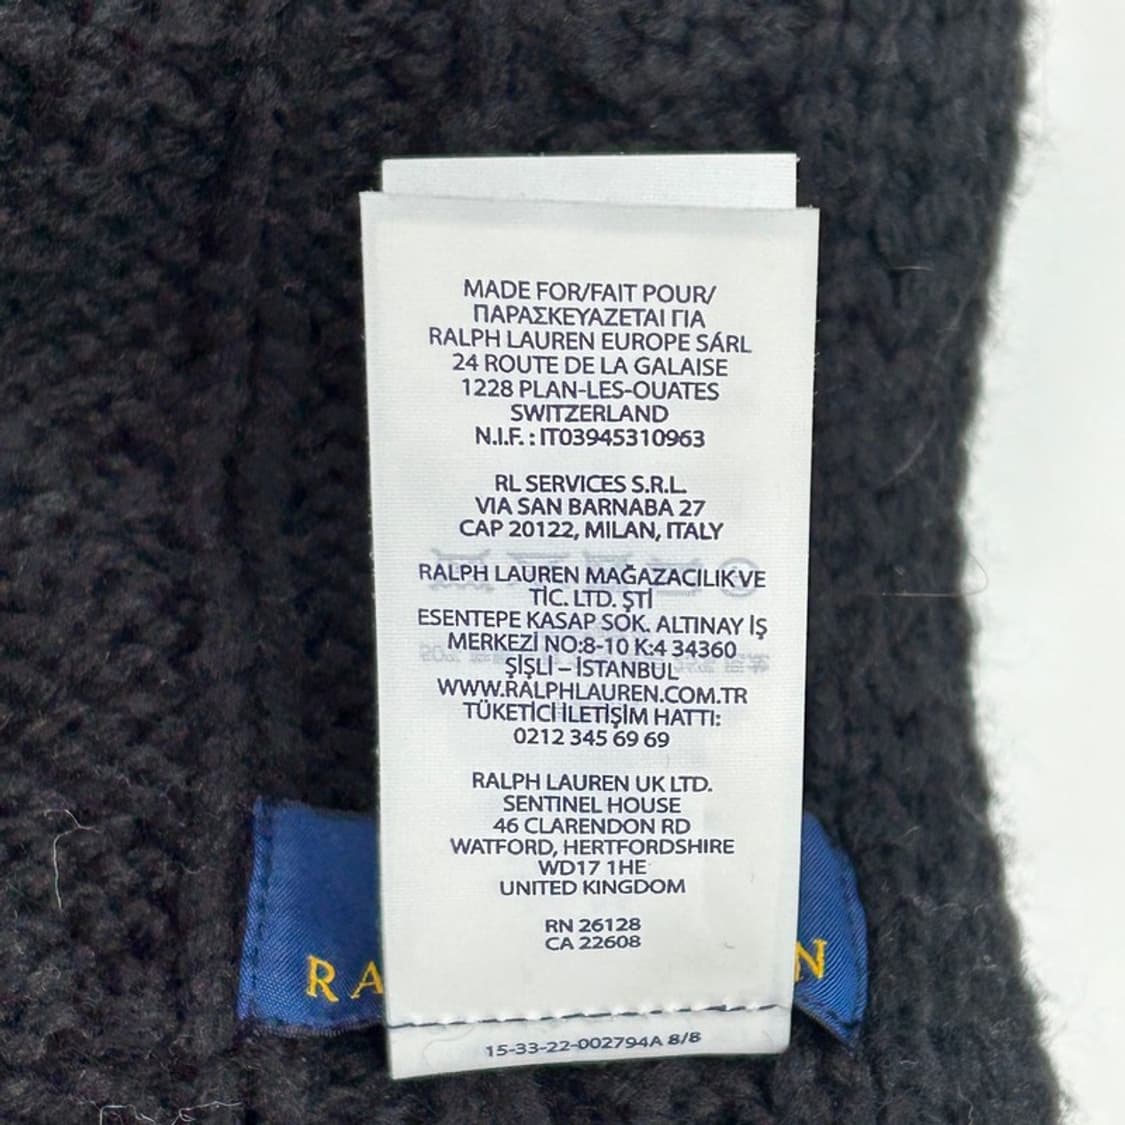 MADE FOR/FAIT POUR/
ΠΑΡΑΣΚΕΥΑΖΕΤΑΙ ΓΙΑ
RALPH LAUREN EUROPE SÁRL
24 ROUTE DE LA GALAISE
1228 PLAN-LES-OUATES
SWITZERLAND
N.I.F. : IT03945310963
RL SERVICES S.R.L.
VIA SAN BARNABA 27
CAP 20122, MILAN, ITALY
RALPH LAUREN MAĞAZACILIK VE
TİC. LTD. ŞTİ
ESENTEPE KASAP SOK. ALTINAY İŞ
MERKEZİ NO:8-10 K:4 34360
ŞİŞLİ – İSTANBUL
WWW.RALPHLAUREN.COM.TR
TÜKETİCİ İLETİŞİM HATTI:
0212 345 69 69
RALPH LAUREN UK LTD.
SENTINEL HOUSE
46 CLARENDON RD
WATFORD, HERTFORDSHIRE
WD17 1HE
UNITED KINGDOM
RN 26128
CA 22608
RA N
15-33-22-002794A 8/8